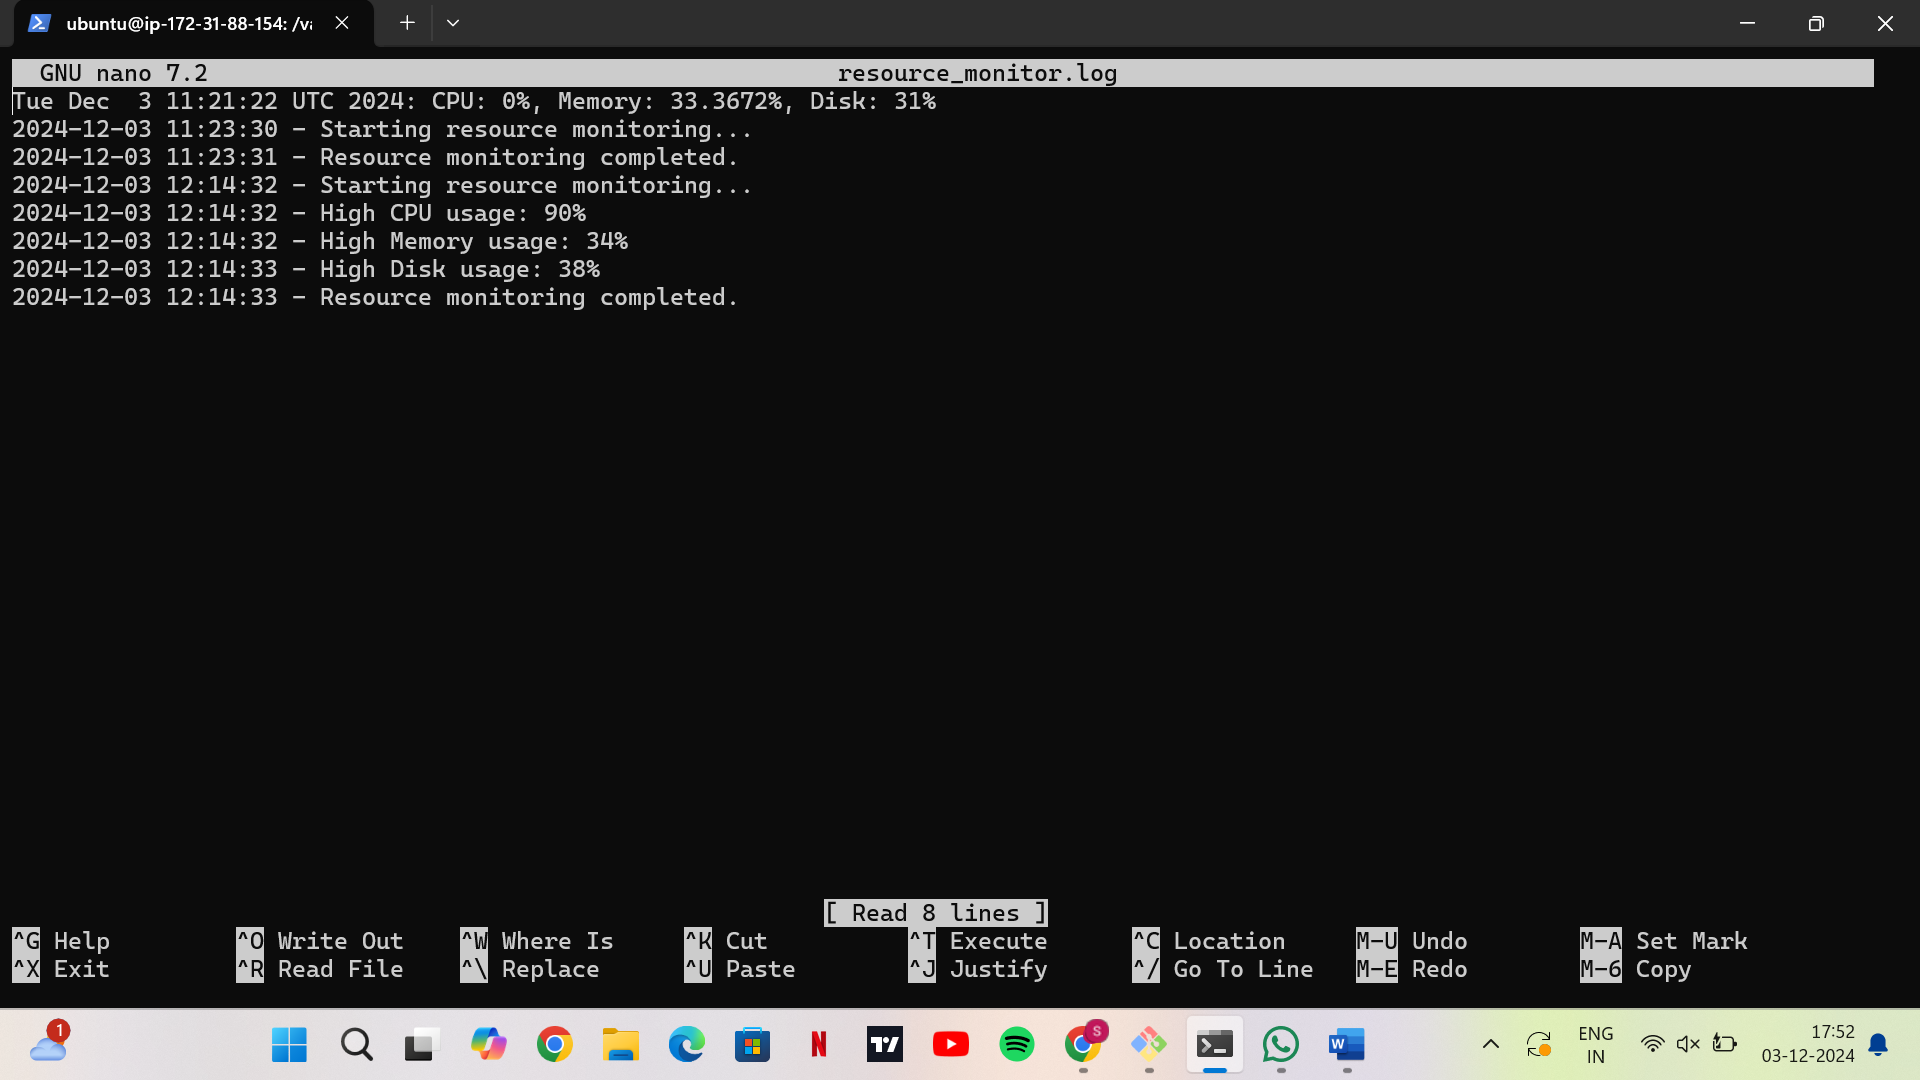 ubuntu@ip-172-31-88-154: /va
GNU nano 7.2 resource_monitor.log
Tue Dec  3 11:21:22 UTC 2024: CPU: 0%, Memory: 33.3672%, Disk: 31%
2024-12-03 11:23:30 - Starting resource monitoring...
2024-12-03 11:23:31 - Resource monitoring completed.
2024-12-03 12:14:32 - Starting resource monitoring...
2024-12-03 12:14:32 - High CPU usage: 90%
2024-12-03 12:14:32 - High Memory usage: 34%
2024-12-03 12:14:33 - High Disk usage: 38%
2024-12-03 12:14:33 - Resource monitoring completed.
[ Read 8 lines ]
^G Help ^O Write Out ^W Where Is ^K Cut ^T Execute ^C Location M-U Undo M-A Set Mark
^X Exit ^R Read File ^\ Replace ^U Paste ^J Justify ^/ Go To Line M-E Redo M-6 Copy
1
N
S
W
ENG
IN
17:52
03-12-2024